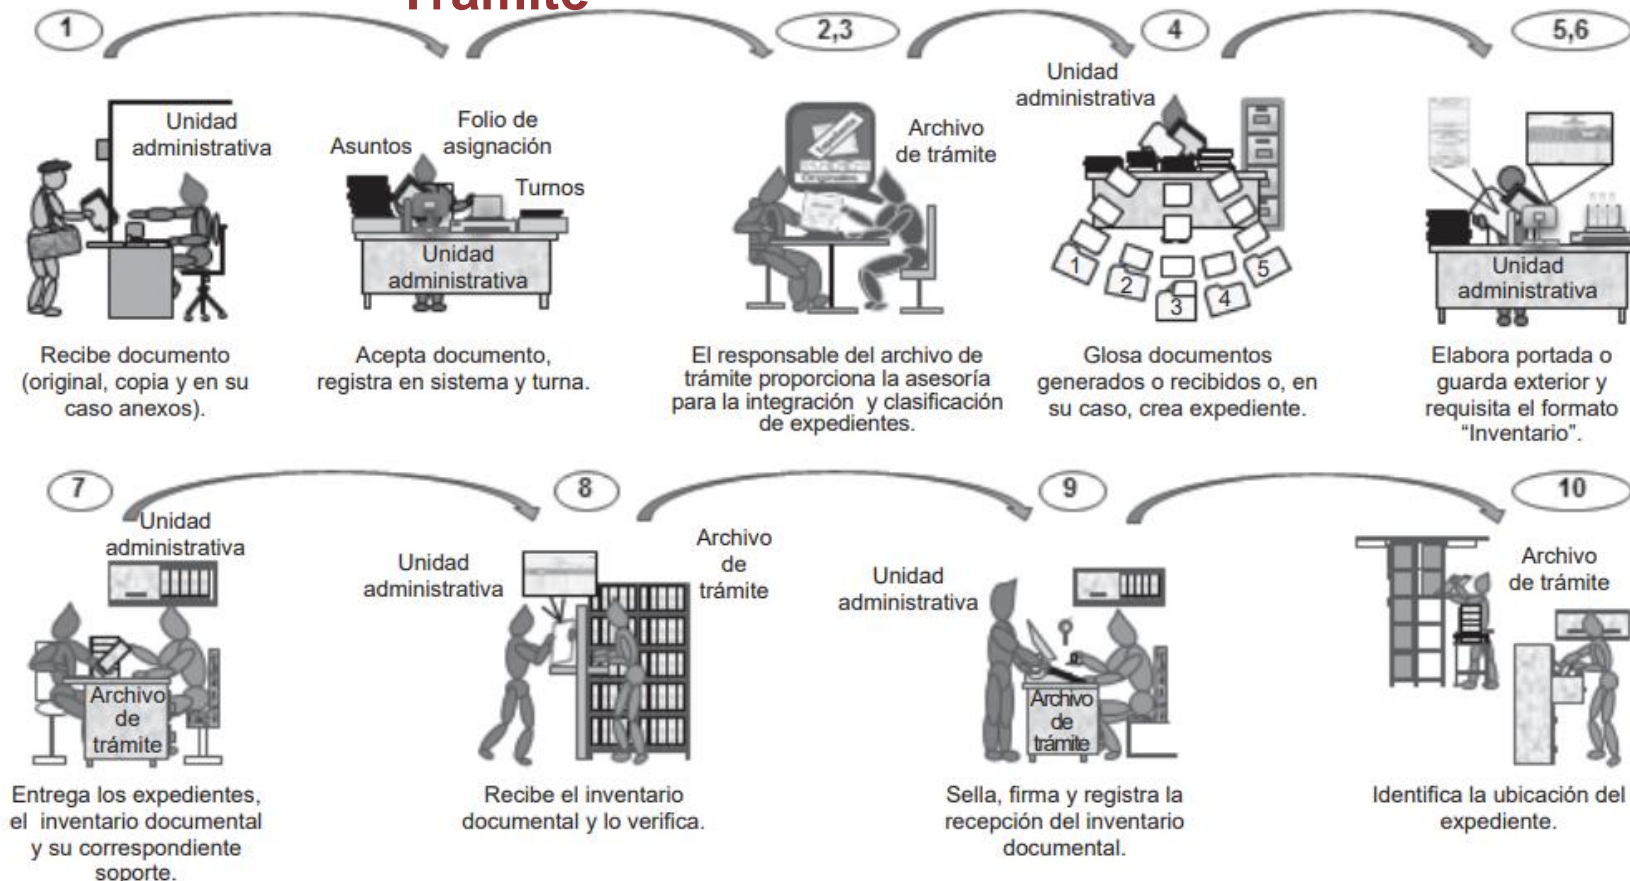 Trámite
1
2,3
4
5,6
Unidad
administrativa
Asuntos
Folio de
asignación
Turnos
Unidad
administrativa
Archivo
de trámite
Originales
Unidad
administrativa
1
2
3
4
5
Unidad
administrativa
Recibe documento
(original, copia y en su
caso anexos).
Acepta documento,
registra en sistema y turna.
El responsable del archivo de
trámite proporciona la asesoría
para la integración y clasificación
de expedientes.
Glosa documentos
generados o recibidos o, en
su caso, crea expediente.
Elabora portada o
guarda exterior y
requisita el formato
“Inventario”.
7
8
9
10
Unidad
administrativa
Archivo
de
trámite
Unidad
administrativa
Archivo
de
trámite
Unidad
administrativa
Archivo
de
trámite
Archivo
de trámite
Entrega los expedientes,
el inventario documental
y su correspondiente
soporte.
Recibe el inventario
documental y lo verifica.
Sella, firma y registra la
recepción del inventario
documental.
Identifica la ubicación del
expediente.